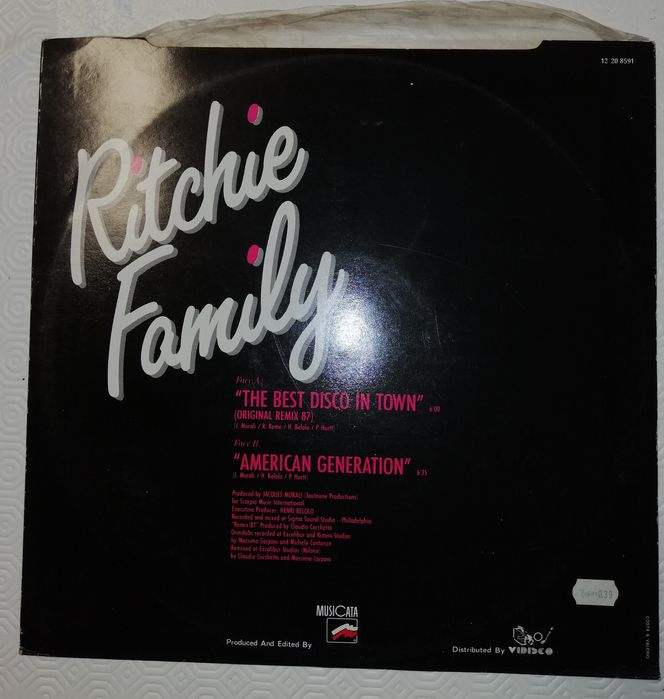 12 20 8591
Ritchie
Family
Face A.
"THE BEST DISCO IN TOWN" 6'00
(ORIGINAL REMIX 87)
(J. Morali / R. Rome / H. Belolo / P. Hurtt)
Face B.
"AMERICAN GENERATION" 6'35
(J. Morali / H. Belolo / P. Hurtt)
Produced by JACQUES MORALI (Toutnone Productions)
for Scorpio Music International
Executive Producer: HENRI BELOLO
Recorded and mixed at Sigma Sound Studio - Philadelphia
"Remix 87" Produced by Claudio Cecchetto
Overdubs recorded at Excalibur and Rimini Studios
by Massimo Carpani and Michele Centonze
Remixed at Excalibur Studios (Milano)
by Claudio Cecchetto and Massimo Carpani
MUSICATA
Produced And Edited By
Distributed By VIDISCO
COSTA & VALERIO